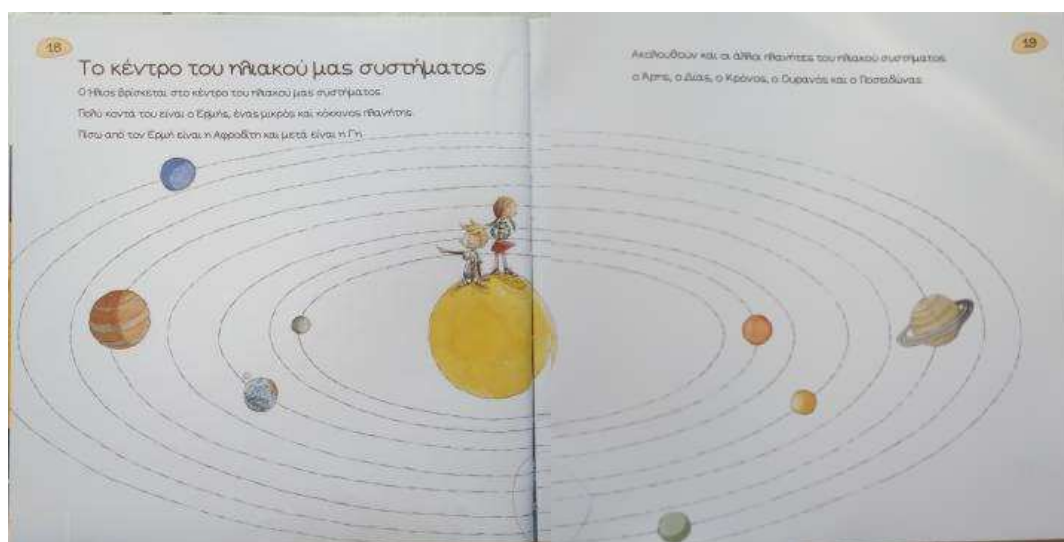 18
Το κέντρο του ηλιακού μας συστήματος
Ο Ήλιος βρίσκεται στο κέντρο του ηλιακού μας συστήματος.
Πολύ κοντά του είναι ο Ερμής, ένας μικρός και κόκκινος πλανήτης.
Πίσω από τον Ερμή είναι η Αφροδίτη και μετά είναι η Γη.
19
Ακολουθούν και οι άλλοι πλανήτες του ηλιακού συστήματος:
ο Άρης, ο Δίας, ο Κρόνος, ο Ουρανός και ο Ποσειδώνας.